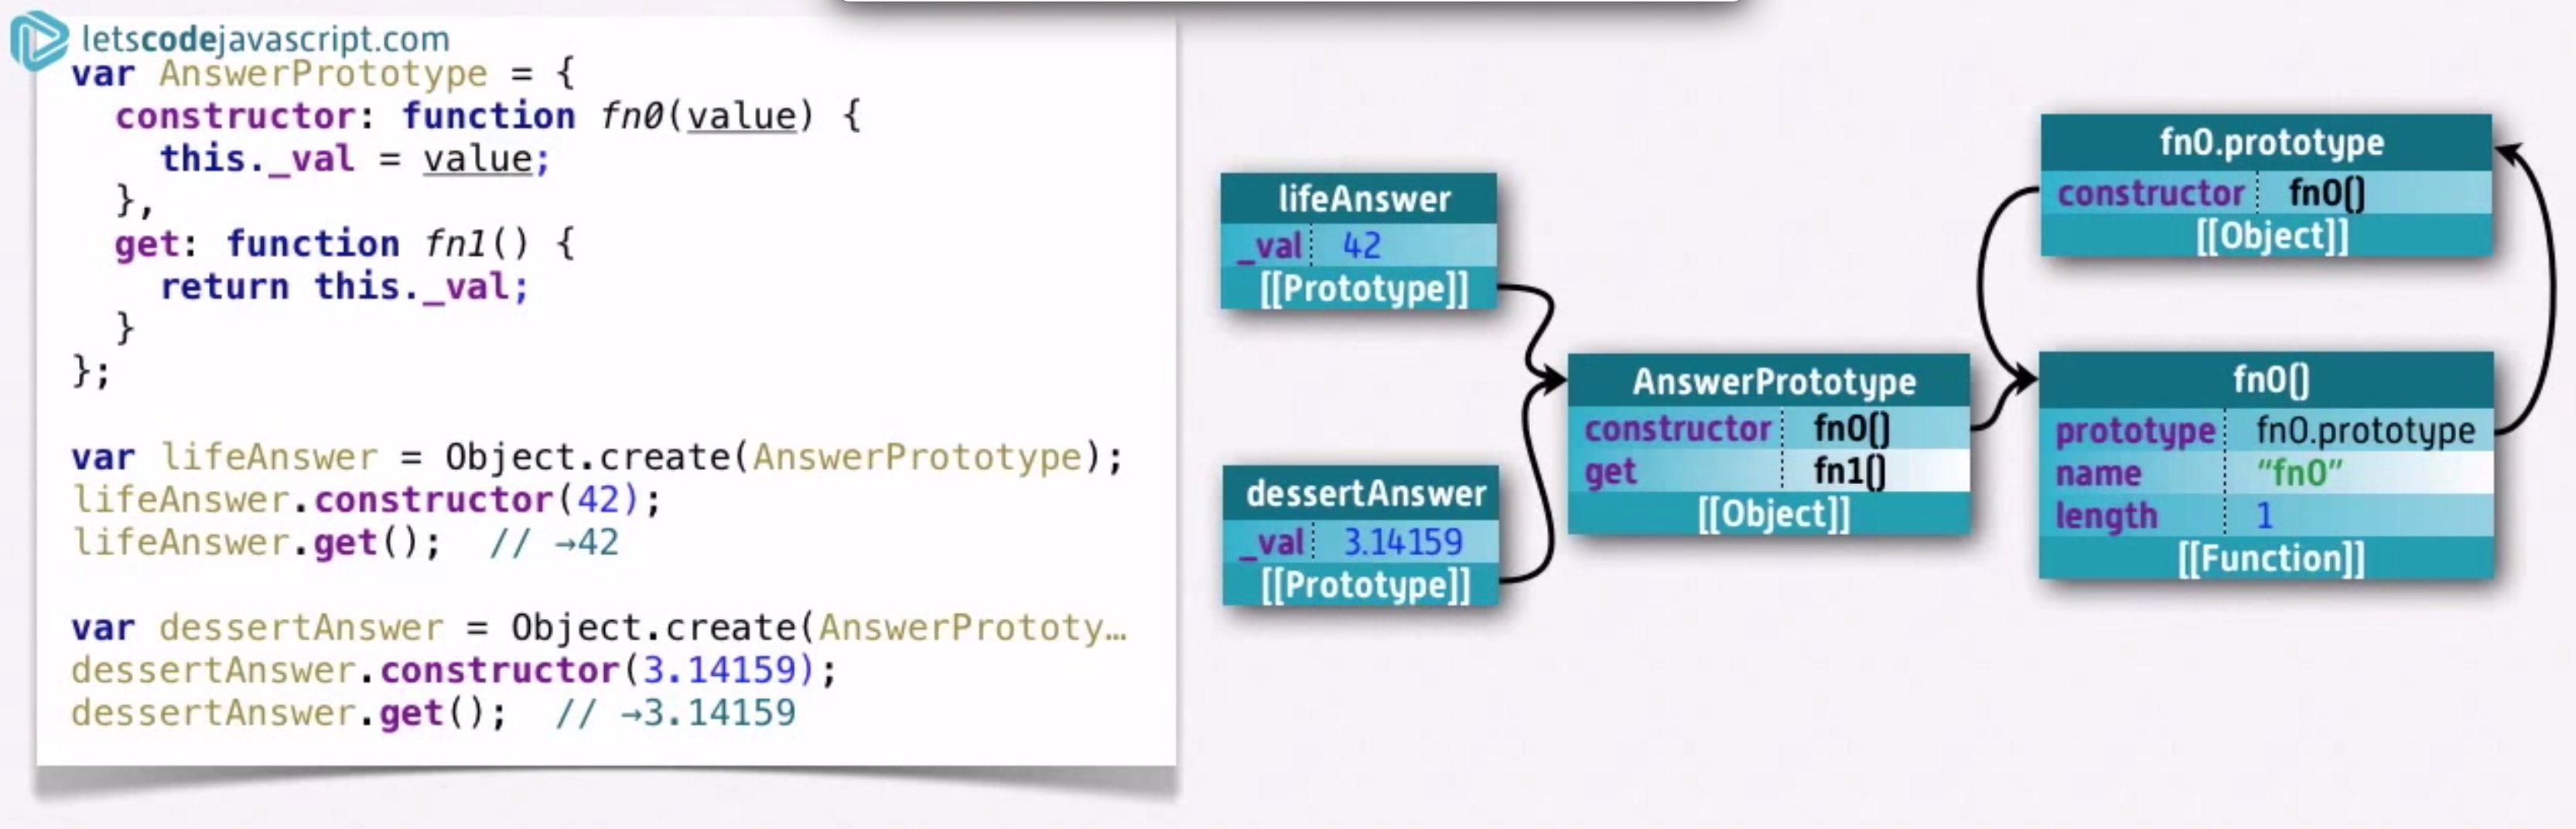 letscodejavascript.com
var AnswerPrototype = {
constructor: function fn0(value) {
this._val = value;
},
get: function fn1() {
return this._val;
}
};
var lifeAnswer = Object.create(AnswerPrototype);
lifeAnswer.constructor(42);
lifeAnswer.get(); // →42
var dessertAnswer = Object.create(AnswerProtototy…
dessertAnswer.constructor(3.14159);
dessertAnswer.get(); // →3.14159
lifeAnswer
_val 42
[[Prototype]]
dessertAnswer
_val 3.14159
[[Prototype]]
AnswerPrototype
constructor fn0()
get fn1()
[[Object]]
fn0.prototype
constructor fn0()
[[Object]]
fn0()
prototype fn0.prototype
name “fn0”
length 1
[[Function]]